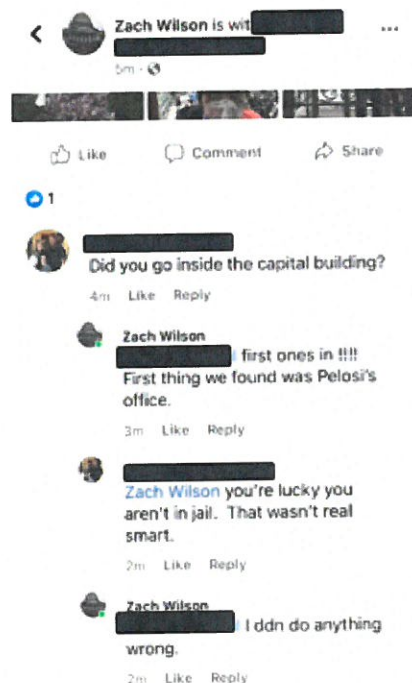 Zach Wilson is wit
5m
Like Comment Share
1
Did you go inside the capital building?
4m Like Reply
Zach Wilson
first ones in !!!!
First thing we found was Pelosi's
office.
3m Like Reply
Zach Wilson you're lucky you
aren't in jail. That wasn't real
smart.
2m Like Reply
Zach Wilson
I ddn do anything
wrong.
2m Like Reply